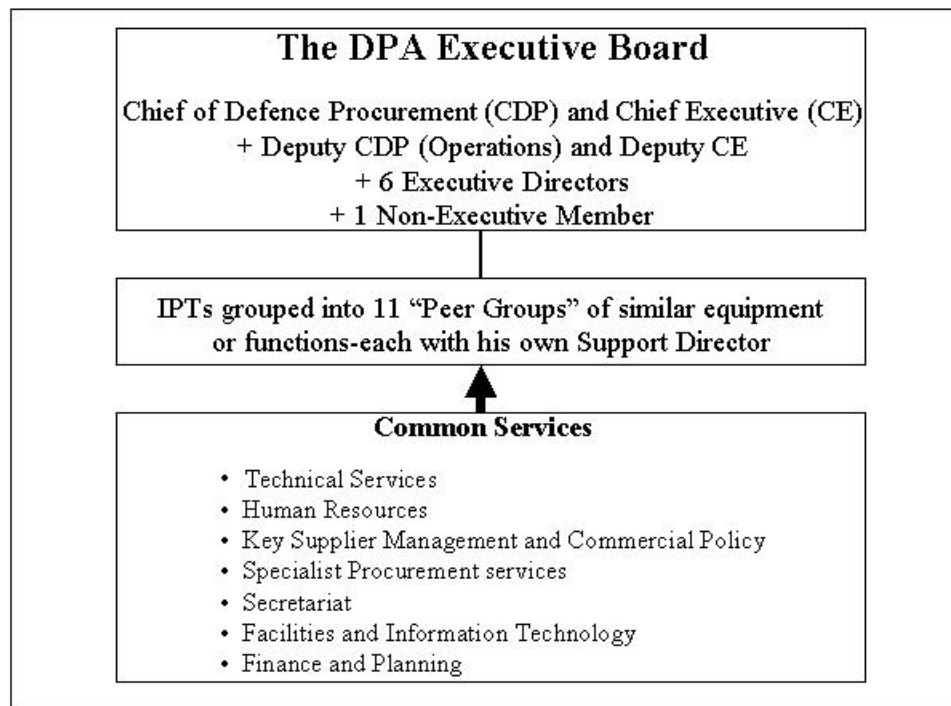 The DPA Executive Board
Chief of Defence Procurement (CDP) and Chief Executive (CE)
+ Deputy CDP (Operations) and Deputy CE
+ 6 Executive Directors
+ 1 Non-Executive Member
IPTs grouped into 11 “Peer Groups” of similar equipment
or functions-each with his own Support Director
Common Services
• Technical Services
• Human Resources
• Key Supplier Management and Commercial Policy
• Specialist Procurement services
• Secretariat
• Facilities and Information Technology
• Finance and Planning